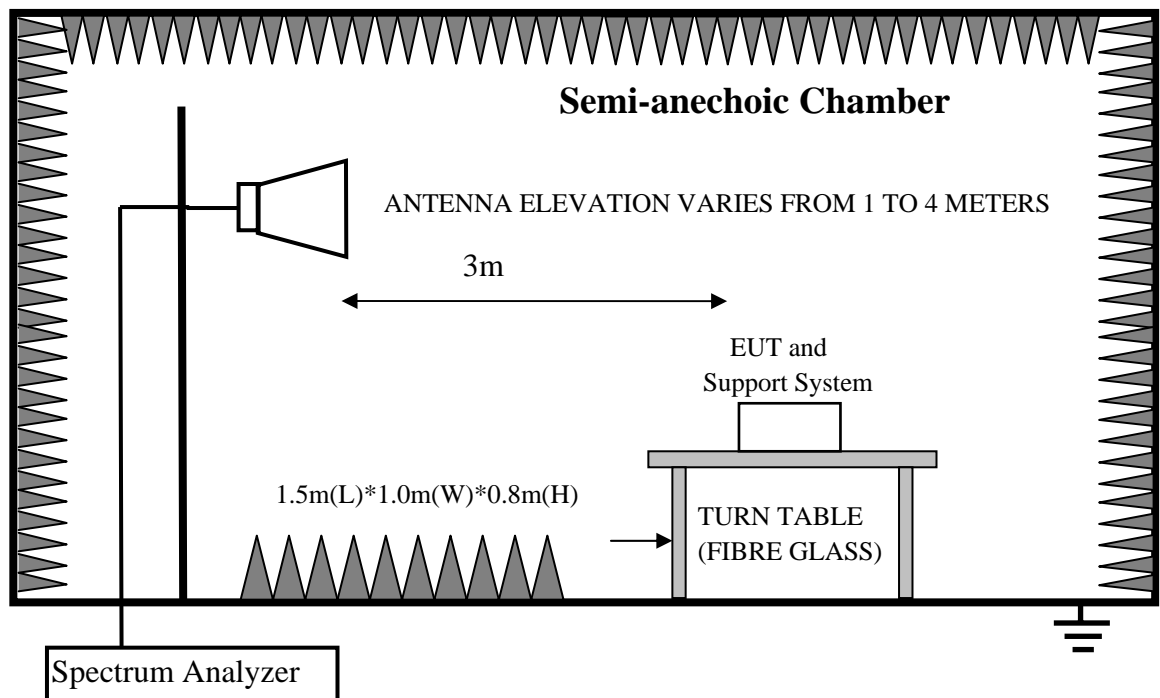 Semi-anechoic Chamber
ANTENNA ELEVATION VARIES FROM 1 TO 4 METERS
3m
EUT and
Support System
1.5m(L)*1.0m(W)*0.8m(H)
TURN TABLE
(FIBRE GLASS)
Spectrum Analyzer